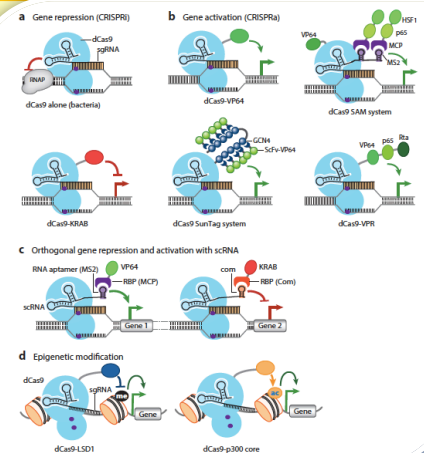 a Gene repression (CRISPRi)
dCas9
sgRNA
RNAP
dCas9 alone (bacteria)
dCas9-KRAB
b Gene activation (CRISPRa)
dCas9-VP64
VP64
HSF1
p65
MCP
MS2
dCas9 SAM system
GCN4
ScFv-VP64
dCas9 SunTag system
VP64
p65
Rta
dCas9-VPR
c Orthogonal gene repression and activation with scRNA
RNA aptamer (MS2)
VP64
RBP (MCP)
scRNA
Gene 1
com
KRAB
RBP (Com)
Gene 2
d Epigenetic modification
dCas9
sgRNA
me
Gene
dCas9-LSD1
ac
Gene
dCas9-p300 core